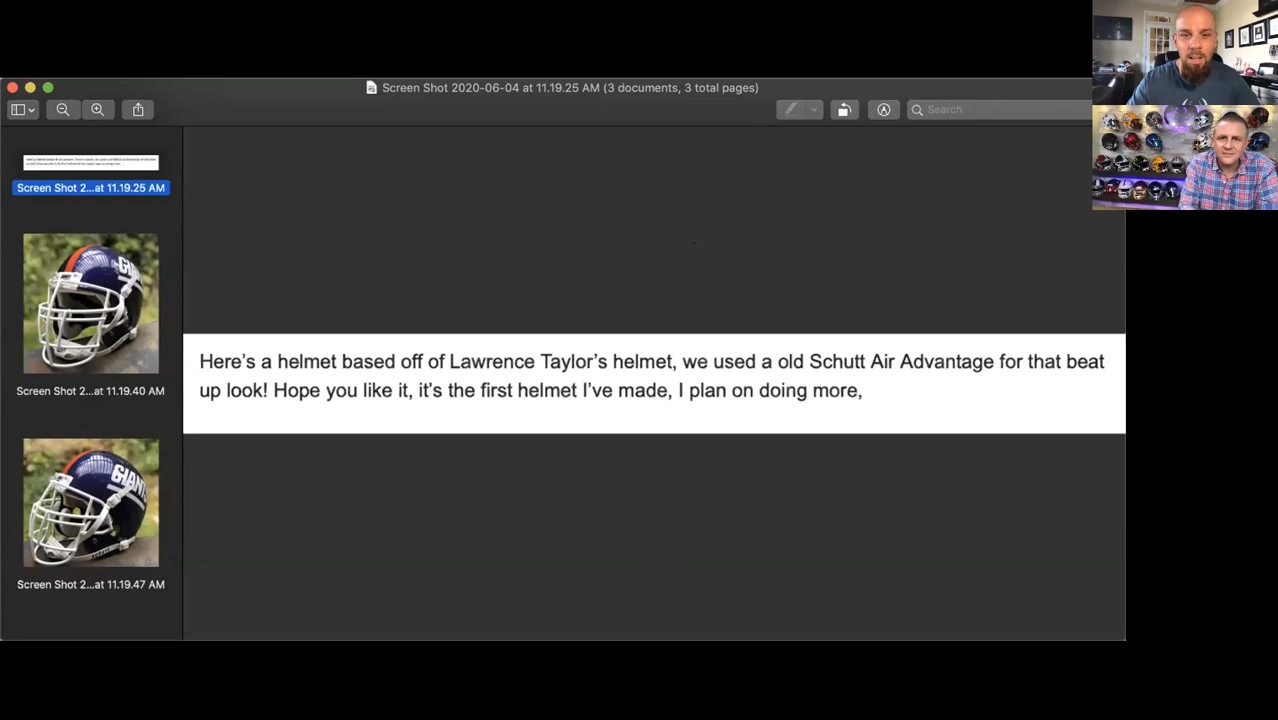 Screen Shot 2020-06-04 at 11.19.25 AM (3 documents, 3 total pages)
Search
Screen Shot 2...at 11.19.25 AM
GIANTS
Screen Shot 2...at 11.19.40 AM
GIANTS
Screen Shot 2...at 11.19.47 AM
Here's a helmet based off of Lawrence Taylor's helmet, we used a old Schutt Air Advantage for that beat
up look! Hope you like it, it's the first helmet I've made, I plan on doing more,